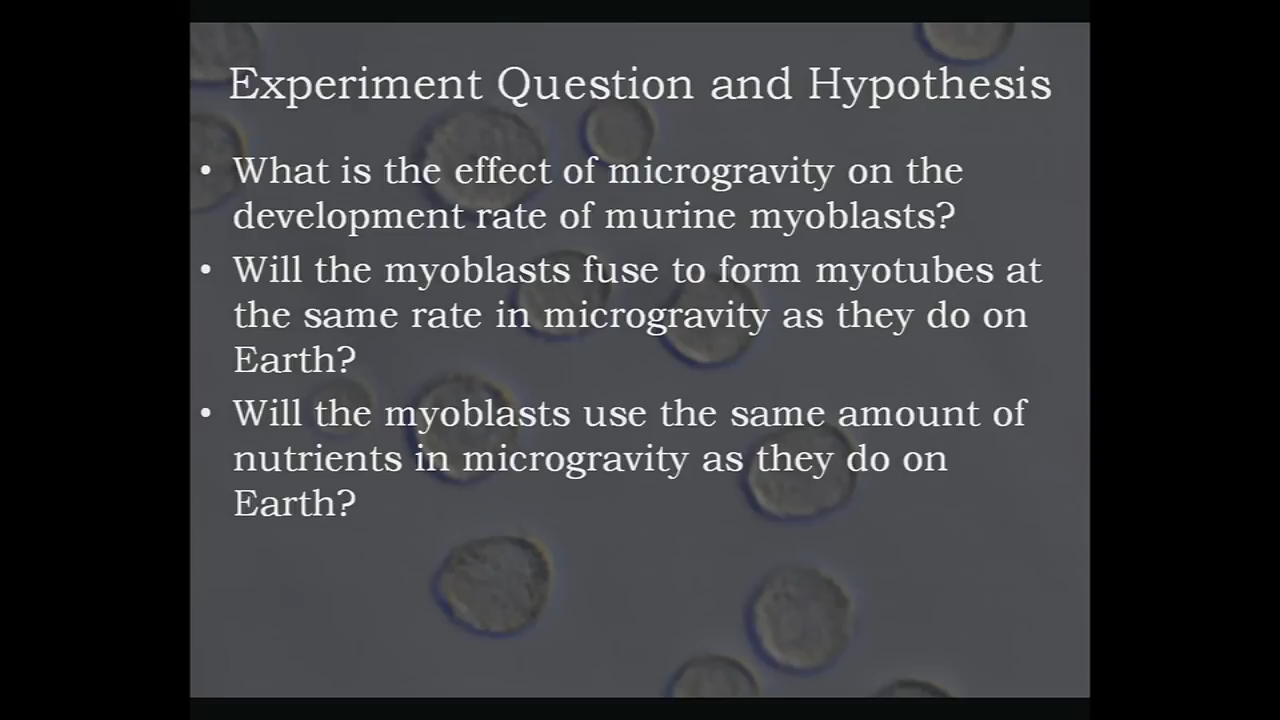 Experiment Question and Hypothesis
• What is the effect of microgravity on the
development rate of murine myoblasts?
• Will the myoblasts fuse to form myotubes at
the same rate in microgravity as they do on
Earth?
• Will the myoblasts use the same amount of
nutrients in microgravity as they do on
Earth?